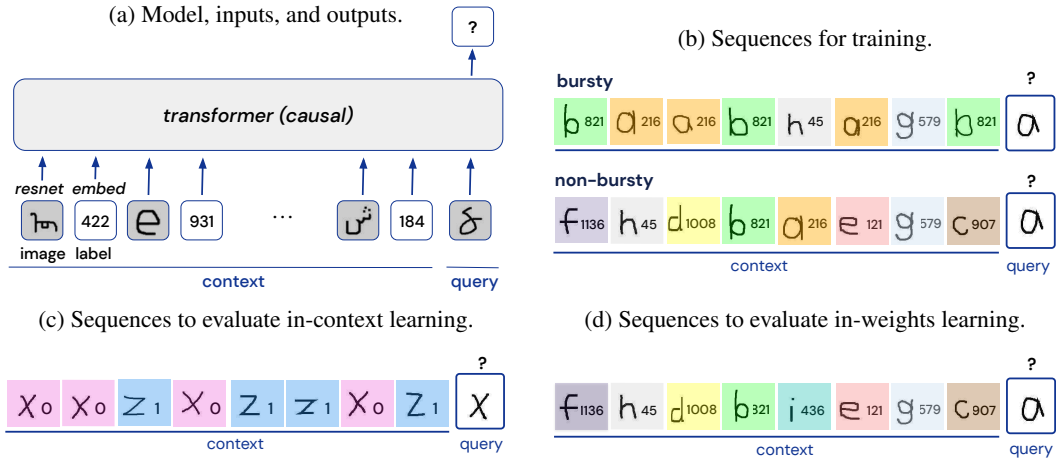 (a) Model, inputs, and outputs.
?
transformer (causal)
resnet embed
422 e 931 ... 184
image label
context query
(b) Sequences for training.
bursty
?
b 821 a 216 a 216 b 821 h 45 a 216 g 579 b 821 a
non-bursty
?
f 1136 h 45 d 1008 b 821 a 216 e 121 g 579 c 907 a
context query
(c) Sequences to evaluate in-context learning.
?
x 0 x 0 z 1 x 0 z 1 z 1 x 0 z 1 x
context query
(d) Sequences to evaluate in-weights learning.
?
f 1136 h 45 d 1008 b 821 i 436 e 121 g 579 c 907 a
context query